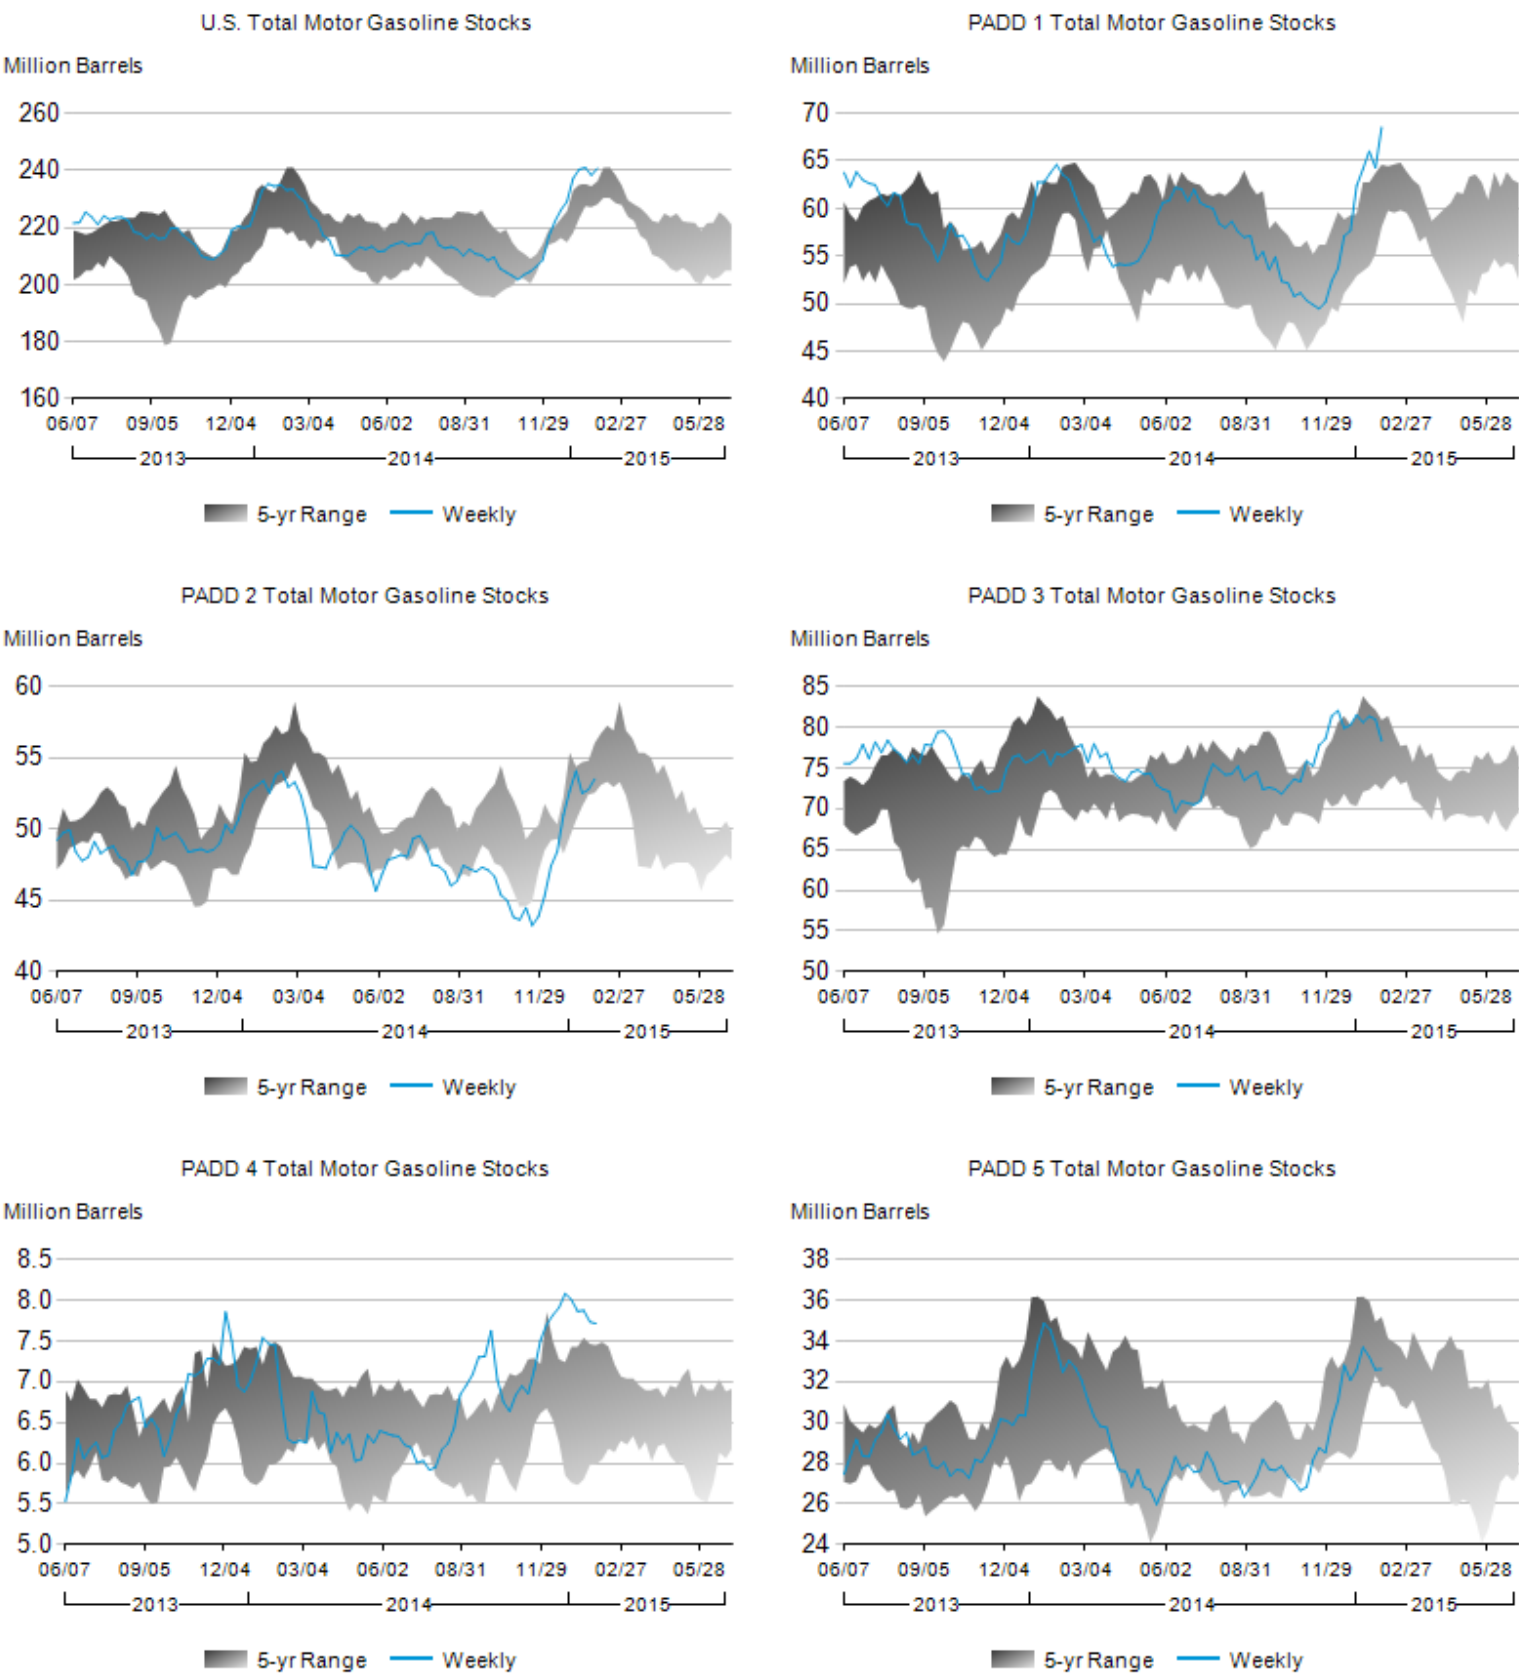 U.S. Total Motor Gasoline Stocks
Million Barrels
260
240
220
200
180
160
06/07 09/05 12/04 03/04 06/02 08/31 11/29 02/27 05/28
2013 2014 2015
5-yr Range Weekly
PADD 1 Total Motor Gasoline Stocks
Million Barrels
70
65
60
55
50
45
40
06/07 09/05 12/04 03/04 06/02 08/31 11/29 02/27 05/28
2013 2014 2015
5-yr Range Weekly
PADD 2 Total Motor Gasoline Stocks
Million Barrels
60
55
50
45
40
06/07 09/05 12/04 03/04 06/02 08/31 11/29 02/27 05/28
2013 2014 2015
5-yr Range Weekly
PADD 3 Total Motor Gasoline Stocks
Million Barrels
85
80
75
70
65
60
55
50
06/07 09/05 12/04 03/04 06/02 08/31 11/29 02/27 05/28
2013 2014 2015
5-yr Range Weekly
PADD 4 Total Motor Gasoline Stocks
Million Barrels
8.5
8.0
7.5
7.0
6.5
6.0
5.5
5.0
06/07 09/05 12/04 03/04 06/02 08/31 11/29 02/27 05/28
2013 2014 2015
5-yr Range Weekly
PADD 5 Total Motor Gasoline Stocks
Million Barrels
38
36
34
32
30
28
26
24
06/07 09/05 12/04 03/04 06/02 08/31 11/29 02/27 05/28
2013 2014 2015
5-yr Range Weekly